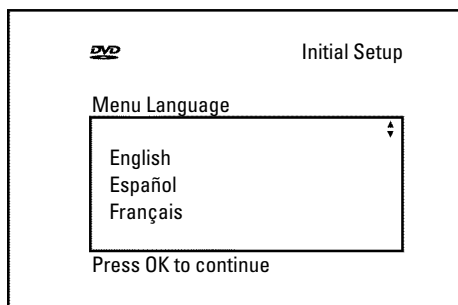 DVD
Initial Setup
Menu Language
English
Español
Français
Press OK to continue